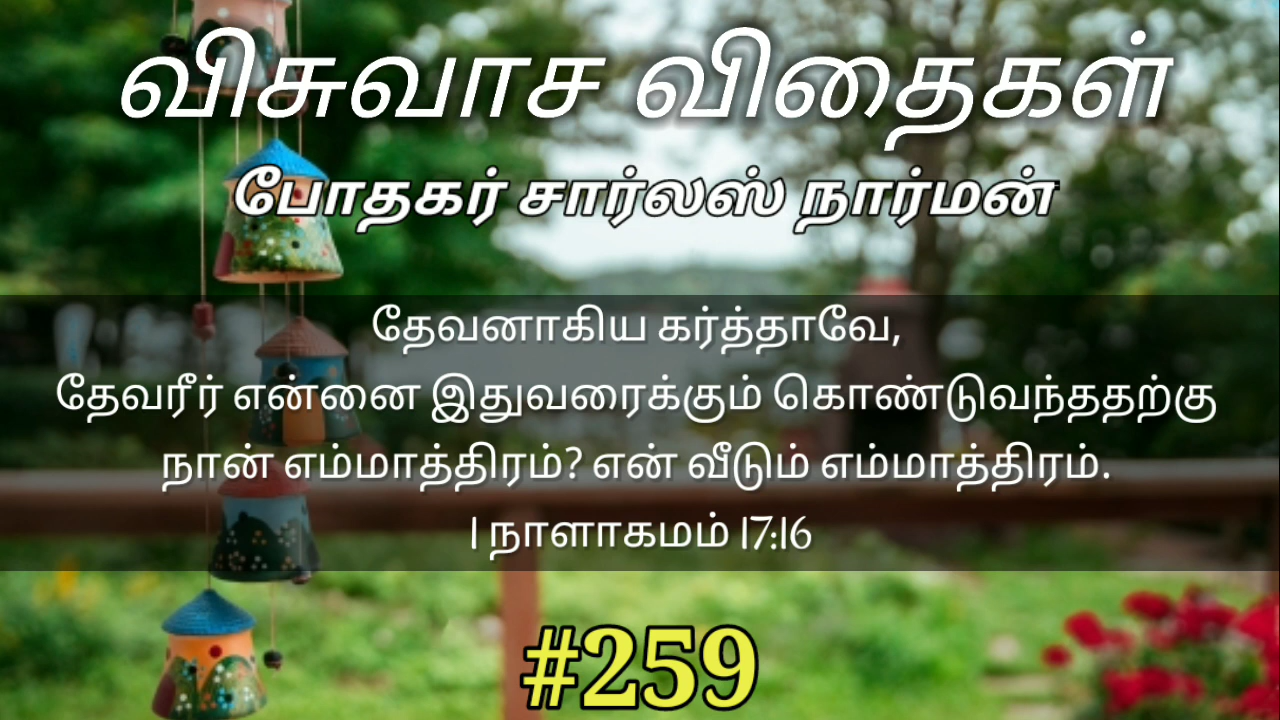 விசுவாச விதைகள்
போதகர் சார்லஸ் நார்மன்
தேவனாகிய கர்த்தாவே,
தேவரீர் என்னை இதுவரைக்கும் கொண்டுவந்ததற்கு
நான் எம்மாத்திரம்? என் வீடும் எம்மாத்திரம்.
1 நாளாகமம் 17:16
#259